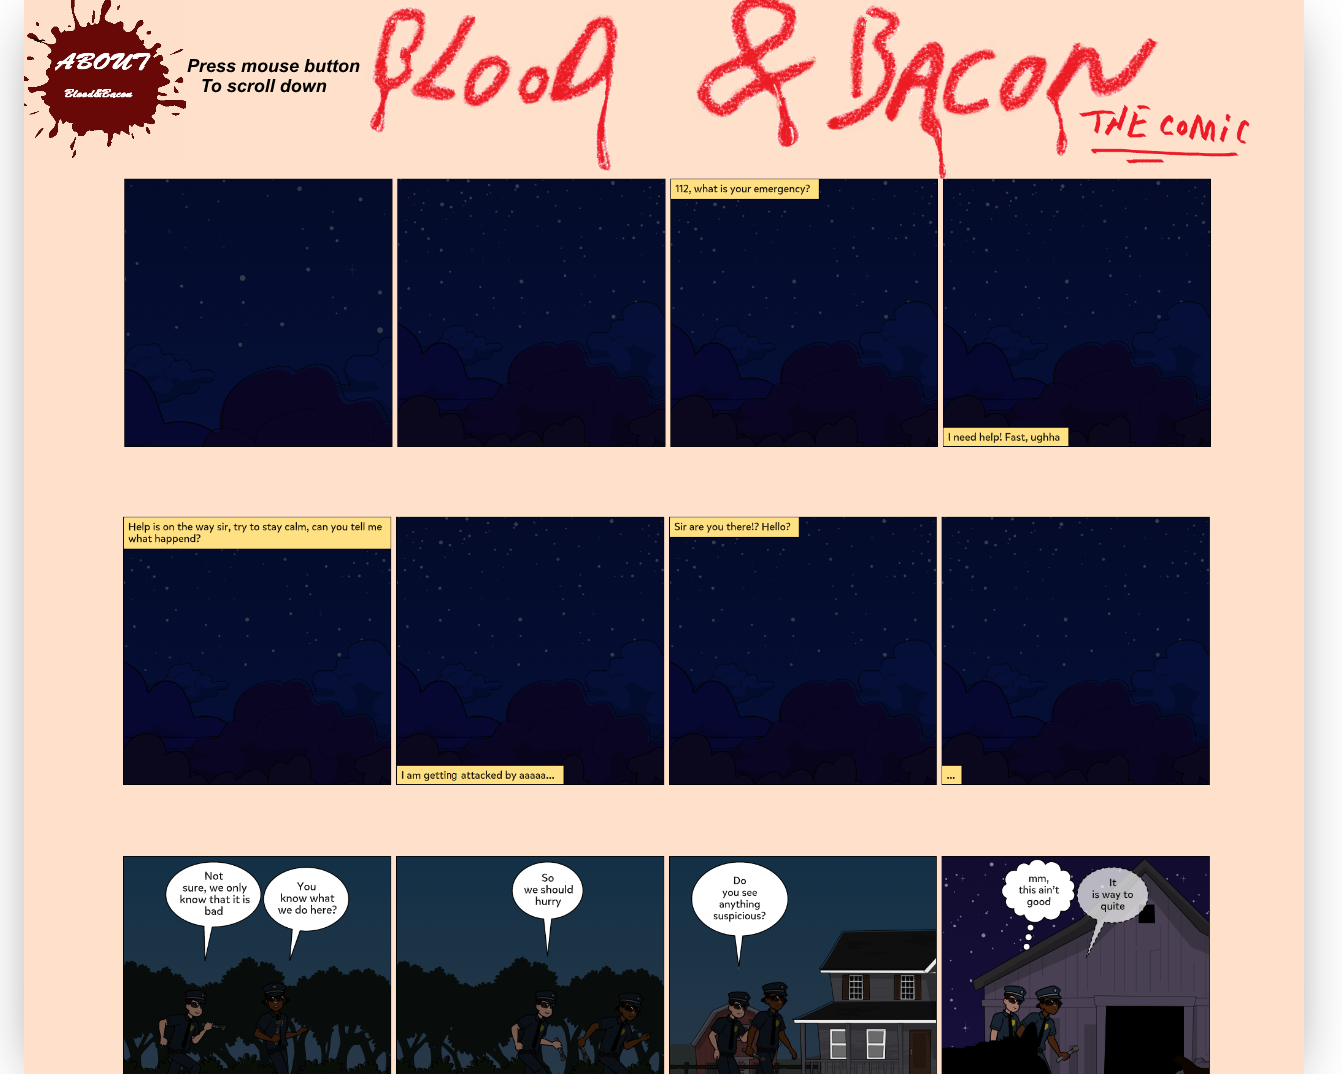 ABOUT
Blood&Bacon
Press mouse button
To scroll down
BLooD & BACON
THE COMiC
112, what is your emergency?
I need help! Fast, ughha
Help is on the way sir, try to stay calm, can you tell me
what happend?
I am getting attacked by aaaaa...
Sir are you there!? Hello?
...
Not
sure, we only
know that it is
bad
You
know what
we do here?
So
we should
hurry
Do
you see
anything
suspicious?
mm,
this ain't
good
It
is way to
quite